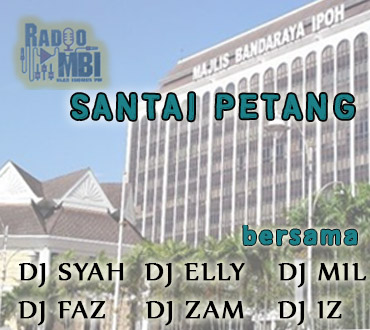 RADIO
MBI
MAJLIS BANDARAYA IPOH
SANTAI PETANG
bersama
DJ SYAH DJ ELLY DJ MIL
DJ FAZ DJ ZAM DJ IZ